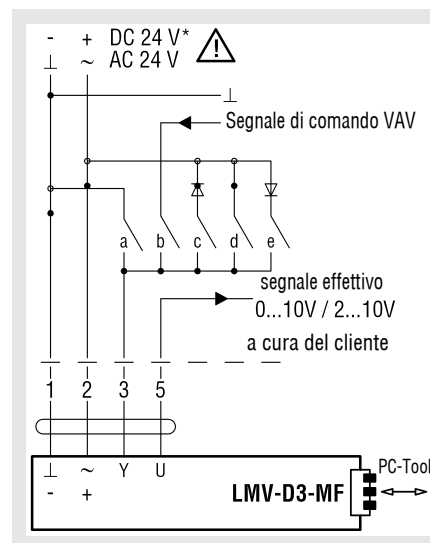 - + DC 24 V*
⊥ ~ AC 24 V
!
⊥
Segnale di comando VAV
a b c d e
segnale effettivo
0...10V / 2...10V
a cura del cliente
1 2 3 5
⊥ ~ Y U
- +
LMV-D3-MF
PC-Tool